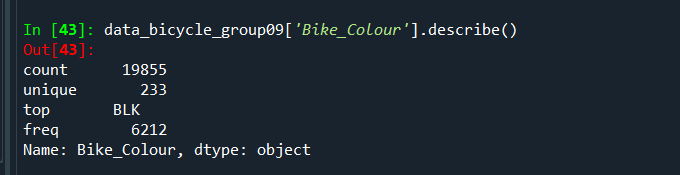 In [43]: data_bicycle_group09['Bike_Colour'].describe()
Out[43]:
count 19855
unique 233
top BLK
freq 6212
Name: Bike_Colour, dtype: object